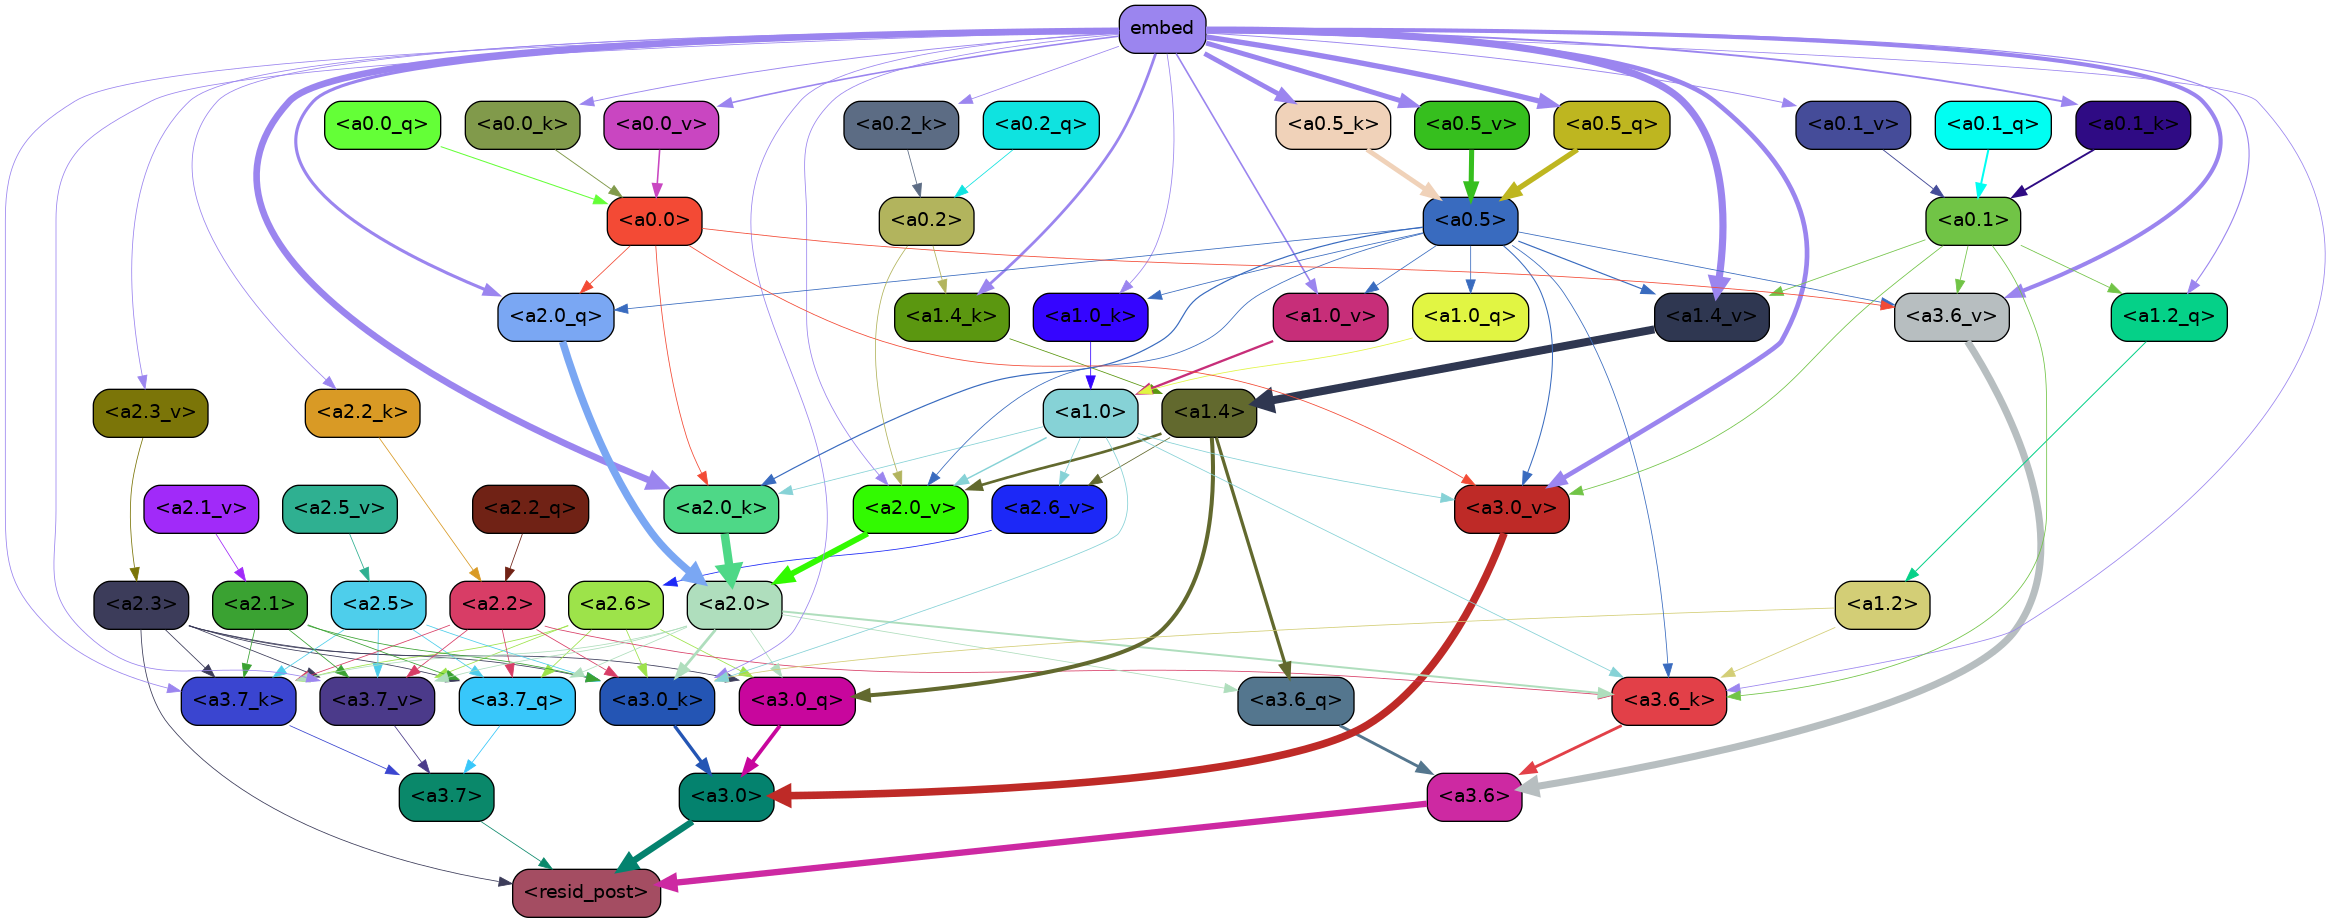 embed
<a0.0_q> <a0.0_k> <a0.0_v> <a0.2_k> <a0.2_q> <a0.5_k> <a0.5_v> <a0.5_q> <a0.1_v> <a0.1_q> <a0.1_k>
<a0.0> <a0.2> <a0.5> <a0.1>
<a2.0_q> <a1.4_k> <a1.0_k> <a1.0_v> <a1.0_q> <a1.4_v> <a3.6_v> <a1.2_q>
<a2.3_v> <a2.2_k> <a1.0> <a1.4>
<a2.1_v> <a2.5_v> <a2.2_q> <a2.0_k> <a2.0_v> <a2.6_v> <a3.0_v>
<a2.3> <a2.1> <a2.5> <a2.2> <a2.6> <a2.0> <a1.2>
<a3.7_k> <a3.7_v> <a3.7_q> <a3.0_k> <a3.0_q> <a3.6_q> <a3.6_k>
<a3.7> <a3.0> <a3.6>
<resid_post>